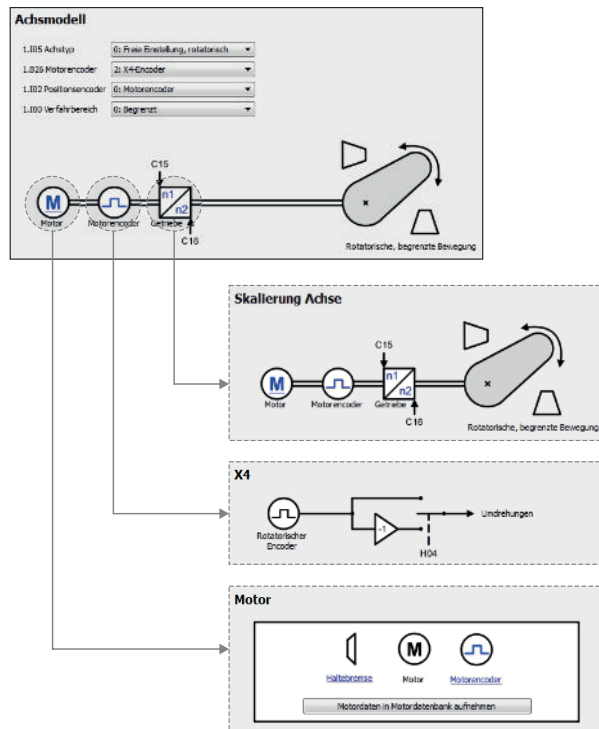 Achsmodell
1.I05 Achstyp 0: Freie Einstellung, rotatorisch
1.B26 Motorencoder 2: X4-Encoder
1.I02 Positionsencoder 0: Motorencoder
1.I00 Verfahrbereich 0: Begrenzt
C15
M
n1
n2
Motor
Motorencoder
Getriebe
C16
Rotatorische, begrenzte Bewegung
Skalierung Achse
C15
M
n1
n2
Motor
Motorencoder
Getriebe
C16
Rotatorische, begrenzte Bewegung
X4
Rotatorischer
Encoder
-1
Umdrehungen
H04
Motor
M
Haltebremse
Motor
Motorencoder
Motordaten in Motordatenbank aufnehmen